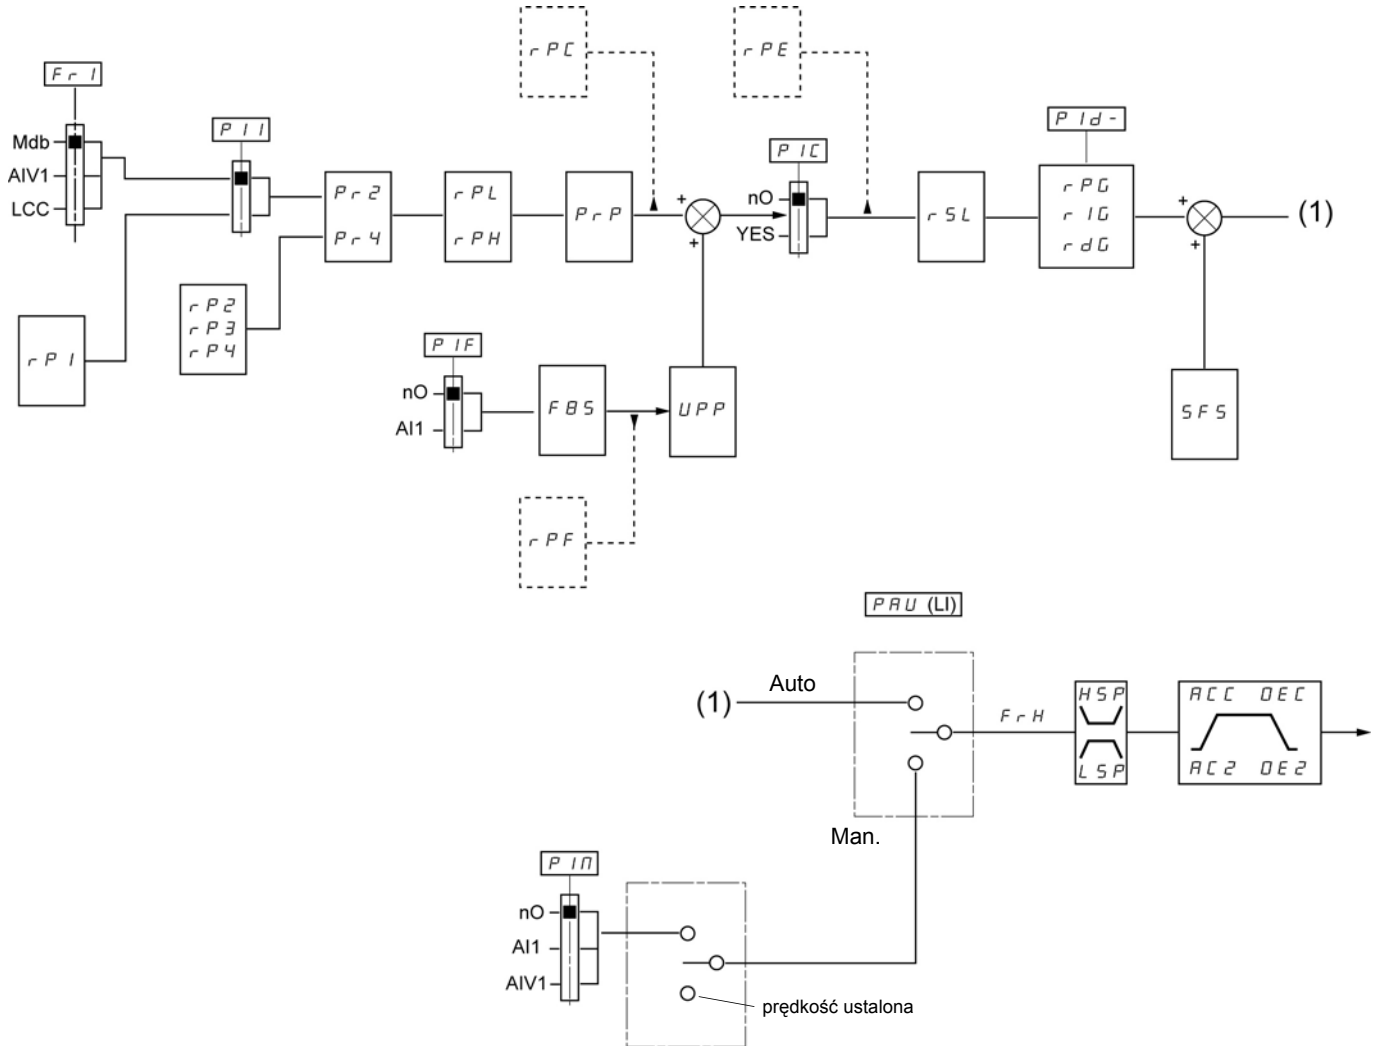 rPC
rPE
Fr1
PI1
PIC
PId-
Mdb
AIV1
LCC
nO
YES
Pr2
Pr4
rPL
rPH
PrP
+
+
rSL
rPG
rIG
rdG
+
+
(1)
rP1
rP2
rP3
rP4
PIF
nO
AI1
FBS
UPP
SFS
rPF
PAU (LI)
(1)
Auto
FrH
HSP
LSP
ACC DEC
AC2 DE2
Man.
PIM
nO
AI1
AIV1
prędkość ustalona